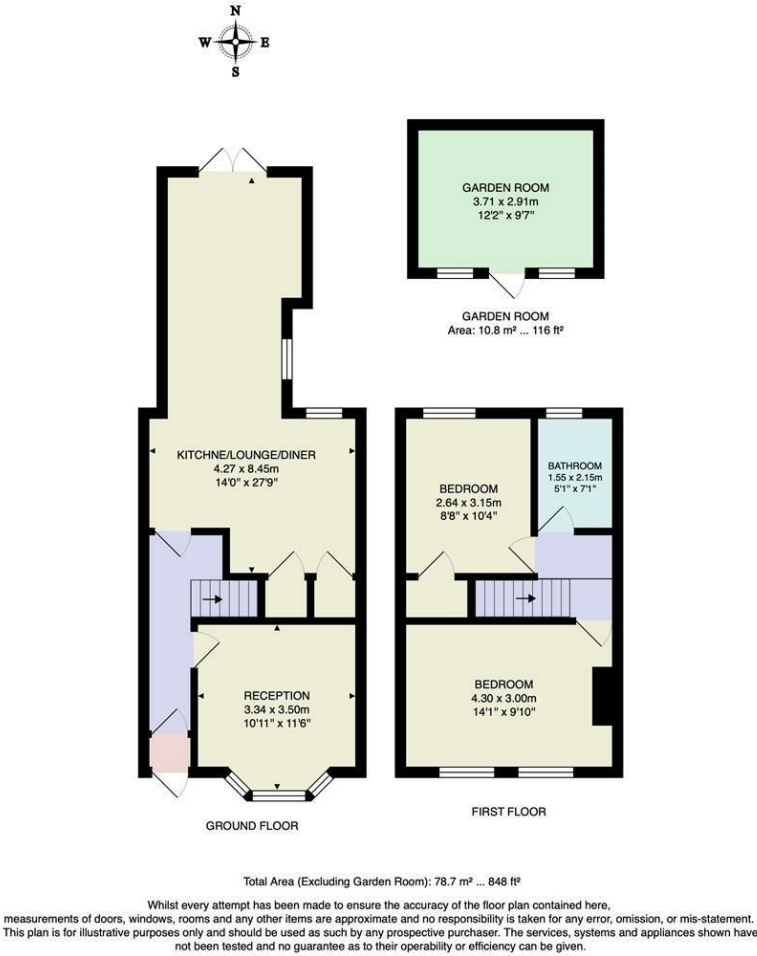 N
W E
S
GARDEN ROOM
3.71 x 2.91m
12'2" x 9'7"
GARDEN ROOM
Area: 10.8 m² ... 116 ft²
KITCHNE/LOUNGE/DINER
4.27 x 8.45m
14'0" x 27'9"
BEDROOM
2.64 x 3.15m
8'8" x 10'4"
BATHROOM
1.55 x 2.15m
5'1" x 7'1"
RECEPTION
3.34 x 3.50m
10'11" x 11'6"
BEDROOM
4.30 x 3.00m
14'1" x 9'10"
GROUND FLOOR
FIRST FLOOR
Total Area (Excluding Garden Room): 78.7 m² ... 848 ft²
Whilst every attempt has been made to ensure the accuracy of the floor plan contained here,
measurements of doors, windows, rooms and any other items are approximate and no responsibility is taken for any error, omission, or mis-statement.
This plan is for illustrative purposes only and should be used as such by any prospective purchaser. The services, systems and appliances shown have
not been tested and no guarantee as to their operability or efficiency can be given.